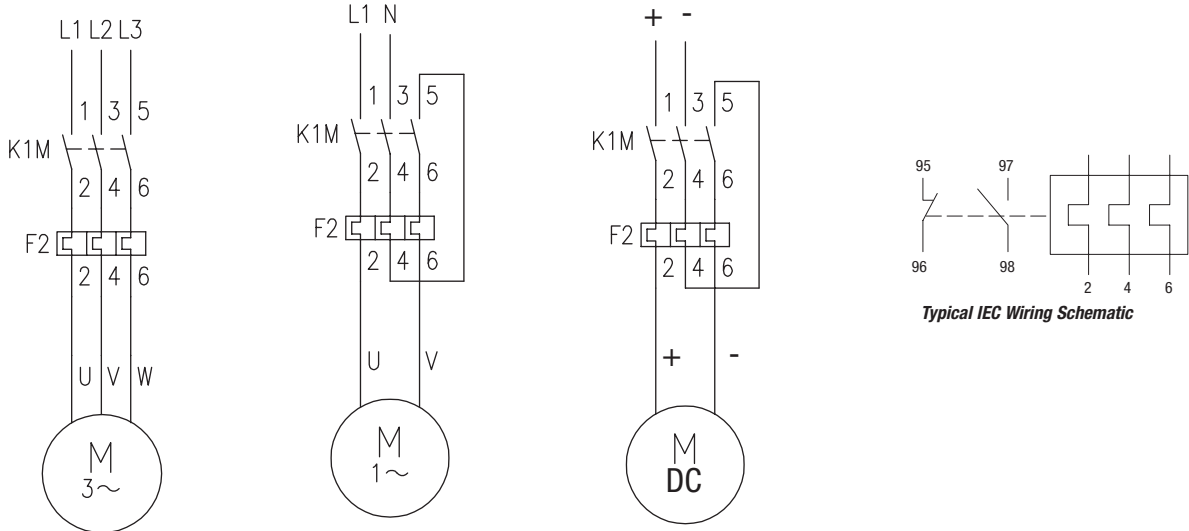 L1 L2 L3
1 3 5
K1M
2 4 6
F2
2 4 6
U V W
M
3~
L1 N
1 3 5
K1M
2 4 6
F2
2 4 6
U V
M
1~
+ -
1 3 5
K1M
2 4 6
F2
2 4 6
+ -
M
DC
95 97
96 98
2 4 6
Typical IEC Wiring Schematic